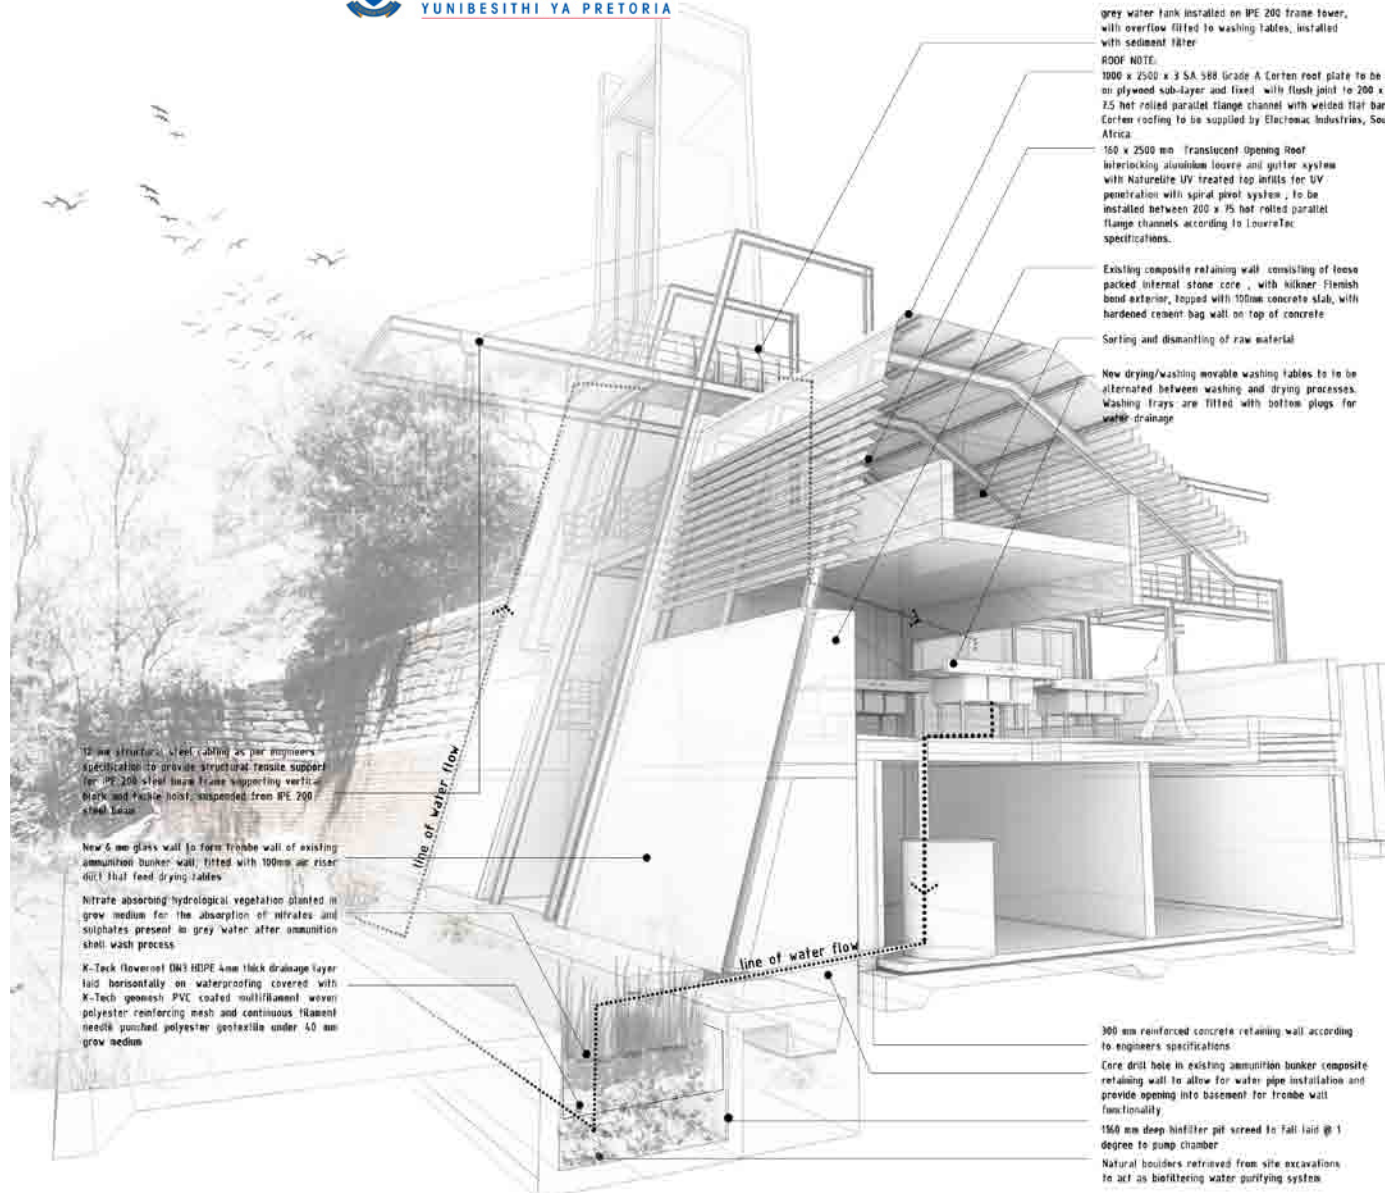 YUNIBESITHI YA PRETORIA
grey water tank installed on IPE 200 frame tower,
with overflow fitted to washing tables, installed
with sediment filter
ROOF NOTE:
1000 x 2500 x 3 SA 588 Grade A Corten roof plate to be
on plywood sub-layer and fixed with flush joint to 200 x
75 hot rolled parallel flange channel with welded flat bar
Corten roofing to be supplied by Electomac Industries, Sou
Africa
160 x 2500 mm Translucent Opening Roof
interlocking aluminium louvre and gutter system
with Naturelite UV treated top infills for UV
penetration with spiral pivot system , to be
installed between 200 x 75 hot rolled parallel
flange channels according to LouvreTec
specifications.
Existing composite retaining wall consisting of loose
packed internal stone core , with kilkner Flemish
bond exterior, topped with 100mm concrete slab, with
hardened cement bag wall on top of concrete
Sorting and dismantling of raw material
New drying/washing movable washing tables to to be
alternated between washing and drying processes.
Washing trays are fitted with bottom plugs for
water drainage
12 mm structural steel cabling as per engineers
specification to provide structural tensile support
for IPE 200 steel beam frame supporting vertical
block and tackle hoist, suspended from IPE 200
steel beam
New 6 mm glass wall to form trombe wall of existing
ammunition bunker wall, fitted with 100mm air riser
duct that feed drying tables
Nitrate absorbing hydrological vegetation planted in
grow medium for the absorption of nitrates and
sulphates present in grey water after ammunition
shell wash process
K-Teck flownet DN3 HDPE 4mm thick drainage layer
laid horisontally on waterproofing covered with
K-Tech geomesh PVC coated multifilament woven
polyester reinforcing mesh and continuous filament
needle punched polyester geotextile under 40 mm
grow medium
line of water flow
line of water flow
300 mm reinforced concrete retaining wall according
to engineers specifications
Core drill hole in existing ammunition bunker composite
retaining wall to allow for water pipe installation and
provide opening into basement for trombe wall
functionality
1160 mm deep biofilter pit screed to fall laid @ 1
degree to pump chamber
Natural boulders retrieved from site excavations
to act as biofiltering water purifying system